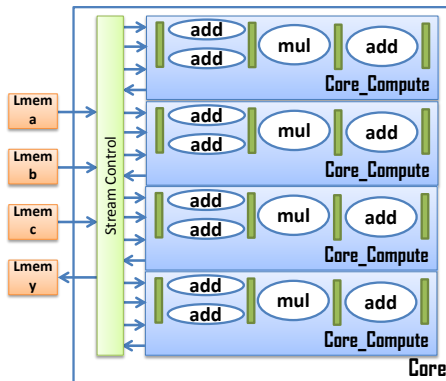 add
add
mul
add
Core_Compute
Lmem
a
add
add
mul
add
Core_Compute
Lmem
b
Stream Control
Lmem
c
add
add
mul
add
Core_Compute
Lmem
y
add
add
mul
add
Core_Compute
Core